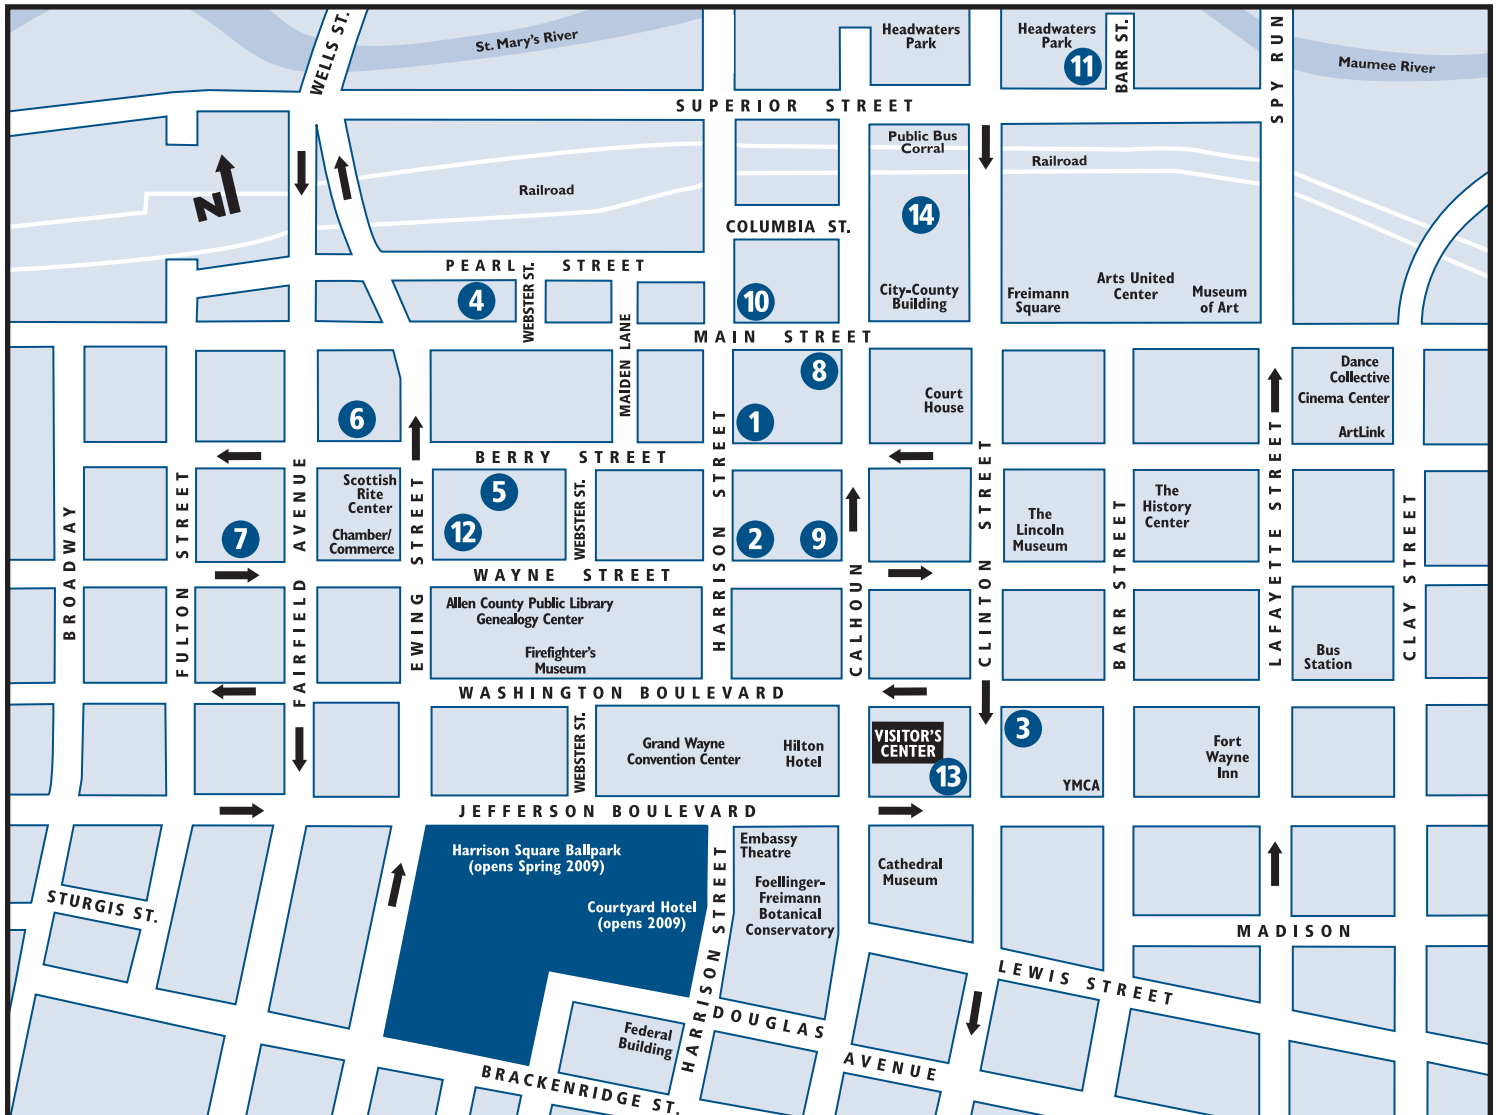 WELLS ST.
St. Mary's River
Headwaters
Park
Headwaters
Park
11
BARR ST.
SPY RUN
Maumee River
SUPERIOR STREET
Public Bus
Corral
Railroad
Railroad
N
14
COLUMBIA ST.
PEARL STREET
WEBSTER ST.
4
10
City-County
Building
Freimann
Square
Arts United
Center
Museum
of Art
MAIN STREET
MAIDEN LANE
8
1
6
Court
House
Dance
Collective
Cinema Center
ArtLink
BERRY STREET
BROADWAY
FULTON STREET
FAIRFIELD AVENUE
EWING STREET
HARRISON STREET
CALHOUN
CLINTON STREET
BARR STREET
LAFAYETTE STREET
CLAY STREET
Scottish
Rite
Center
Chamber/
Commerce
7
5
12
WEBSTER ST.
2
9
The
Lincoln
Museum
The
History
Center
WAYNE STREET
Allen County Public Library
Genealogy Center
Firefighter's
Museum
Bus
Station
WASHINGTON BOULEVARD
WEBSTER ST.
Grand Wayne
Convention Center
Hilton
Hotel
VISITOR'S
CENTER
13
3
YMCA
Fort
Wayne
Inn
JEFFERSON BOULEVARD
Harrison Square Ballpark
(opens Spring 2009)
Courtyard Hotel
(opens 2009)
HARRISON STREET
Embassy
Theatre
Foellinger-
Freimann
Botanical
Conservatory
Cathedral
Museum
STURGIS ST.
MADISON
LEWIS STREET
DOUGLAS AVENUE
Federal
Building
BRACKENRIDGE ST.